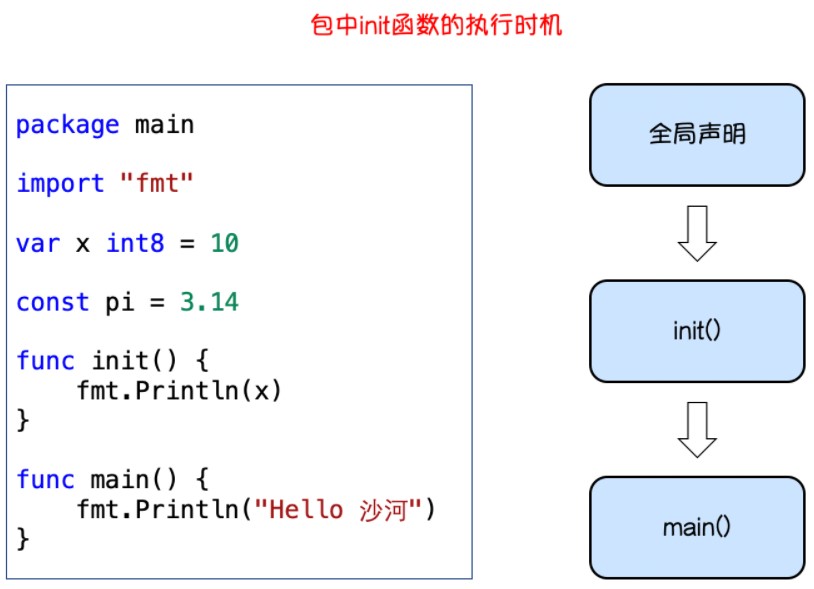 包中init函数的执行时机
package main
import "fmt"
var x int8 = 10
const pi = 3.14
func init() {
    fmt.Println(x)
}
func main() {
    fmt.Println("Hello 沙河")
}
全局声明
init()
main()